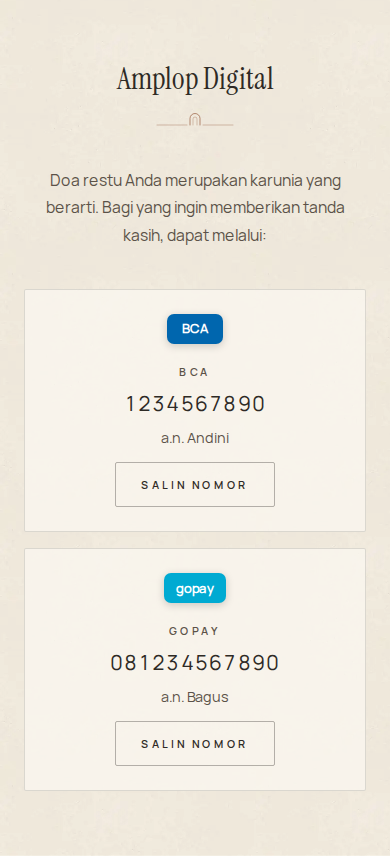 Amplop Digital
Doa restu Anda merupakan karunia yang
berarti. Bagi yang ingin memberikan tanda
kasih, dapat melalui:
BCA
BCA
1234567890
a.n. Andini
SALIN NOMOR
gopay
GOPAY
081234567890
a.n. Bagus
SALIN NOMOR